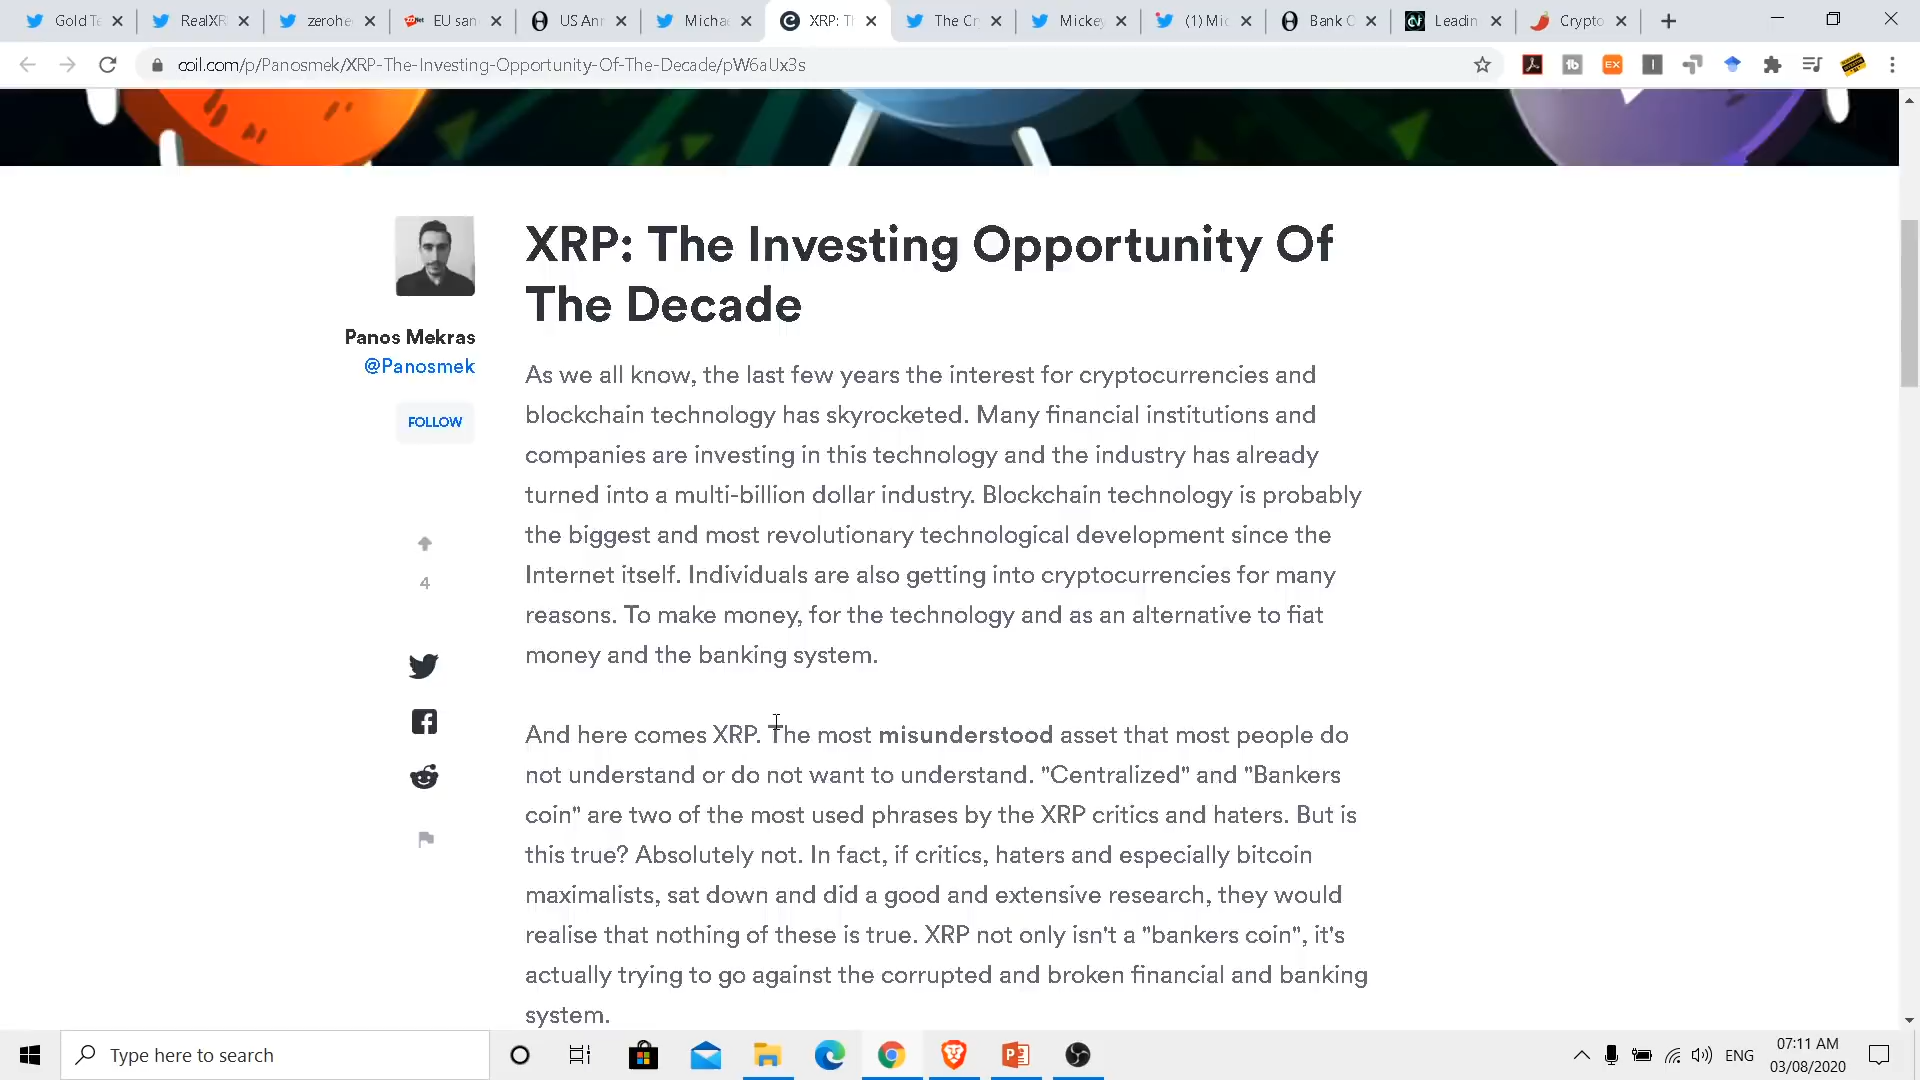 Gold Te
RealXR
zerohe
EU san
US Ann
Micha
XRP: Th
The Cr
Mickey
(1) Mic
Bank C
Leadin
Crypto
coil.com/p/Panosmek/XRP-The-Investing-Opportunity-Of-The-Decade/pW6aUx3s
XRP: The Investing Opportunity Of
The Decade
Panos Mekras
@Panosmek
FOLLOW
4
As we all know, the last few years the interest for cryptocurrencies and
blockchain technology has skyrocketed. Many financial institutions and
companies are investing in this technology and the industry has already
turned into a multi-billion dollar industry. Blockchain technology is probably
the biggest and most revolutionary technological development since the
Internet itself. Individuals are also getting into cryptocurrencies for many
reasons. To make money, for the technology and as an alternative to fiat
money and the banking system.
And here comes XRP. The most misunderstood asset that most people do
not understand or do not want to understand. "Centralized" and "Bankers
coin" are two of the most used phrases by the XRP critics and haters. But is
this true? Absolutely not. In fact, if critics, haters and especially bitcoin
maximalists, sat down and did a good and extensive research, they would
realise that nothing of these is true. XRP not only isn't a "bankers coin", it's
actually trying to go against the corrupted and broken financial and banking
system.
Type here to search
ENG
07:11 AM
03/08/2020